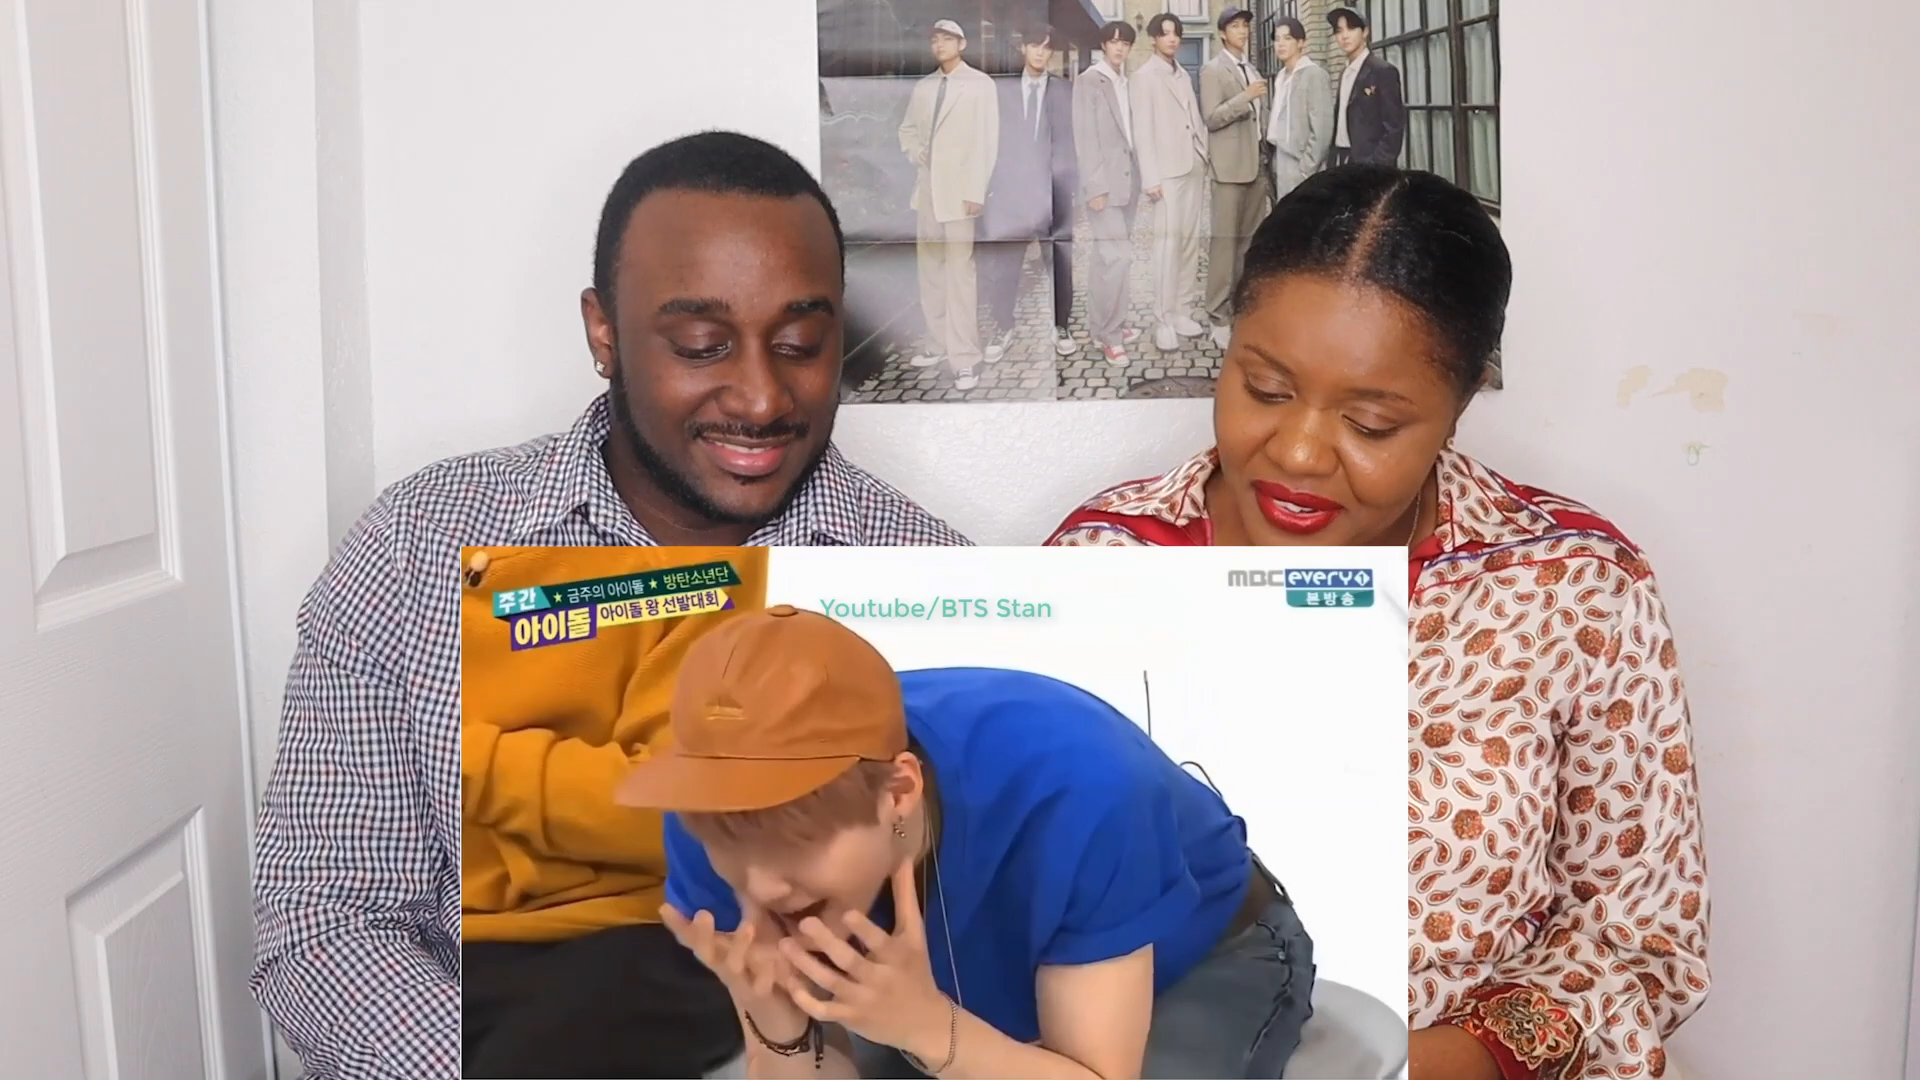 주간
★ 금주의 아이돌 ★ 방탄소년단
아이돌
아이돌 왕 선발대회
Youtube/BTS Stan
MBC every1
본방송